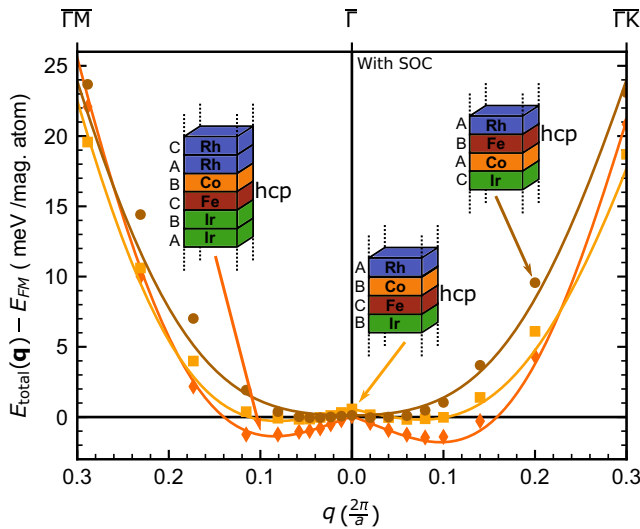 ΓM Γ ΓK
With SOC
E_total(q) − E_FM ( meV /mag. atom)
25
20
15
10
5
0
C Rh
A Rh
B Co
C Fe
B Ir
A Ir
hcp
A Rh
B Fe
A Co
C Ir
hcp
A Rh
B Co
C Fe
B Ir
hcp
0.3 0.2 0.1 0.0 0.1 0.2 0.3
q (2π/a)